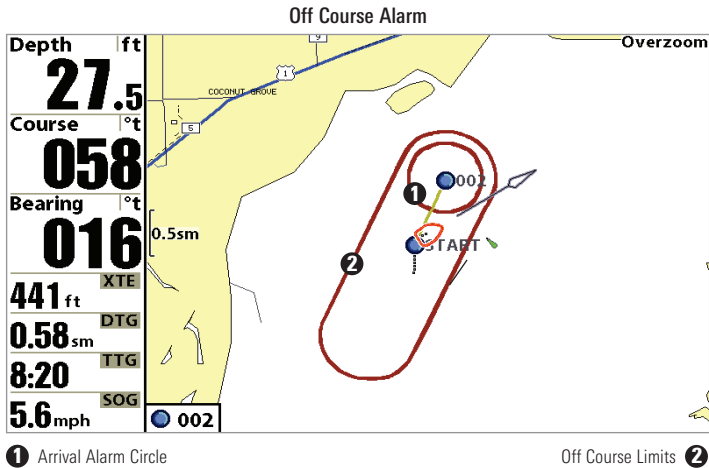 Off Course Alarm
Depth ft
27.5
Course °t
058
Bearing °t
016
XTE
441 ft
DTG
0.58 sm
TTG
8:20
SOG
5.6 mph
Overzoom
9
1
COCONUT GROVE
5
0.5sm
1
002
2
START
002
1 Arrival Alarm Circle
Off Course Limits 2